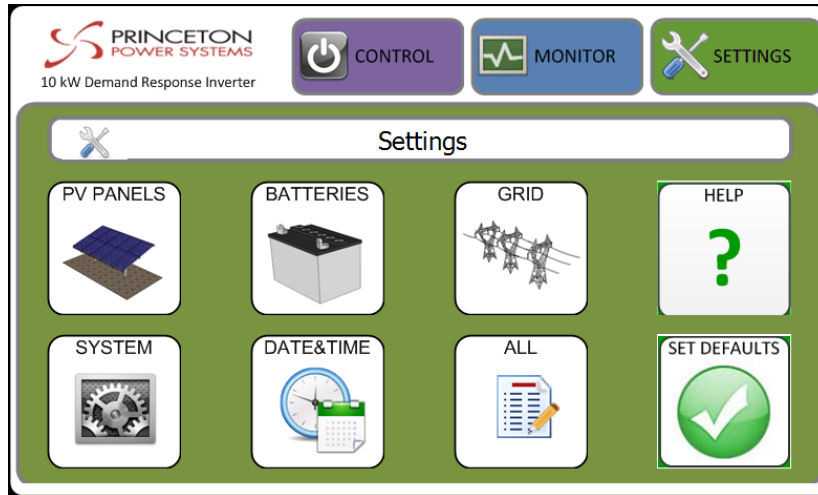 PRINCETON
POWER SYSTEMS
10 kW Demand Response Inverter
CONTROL
MONITOR
SETTINGS
Settings
PV PANELS
BATTERIES
GRID
HELP
?
SYSTEM
DATE&TIME
ALL
SET DEFAULTS